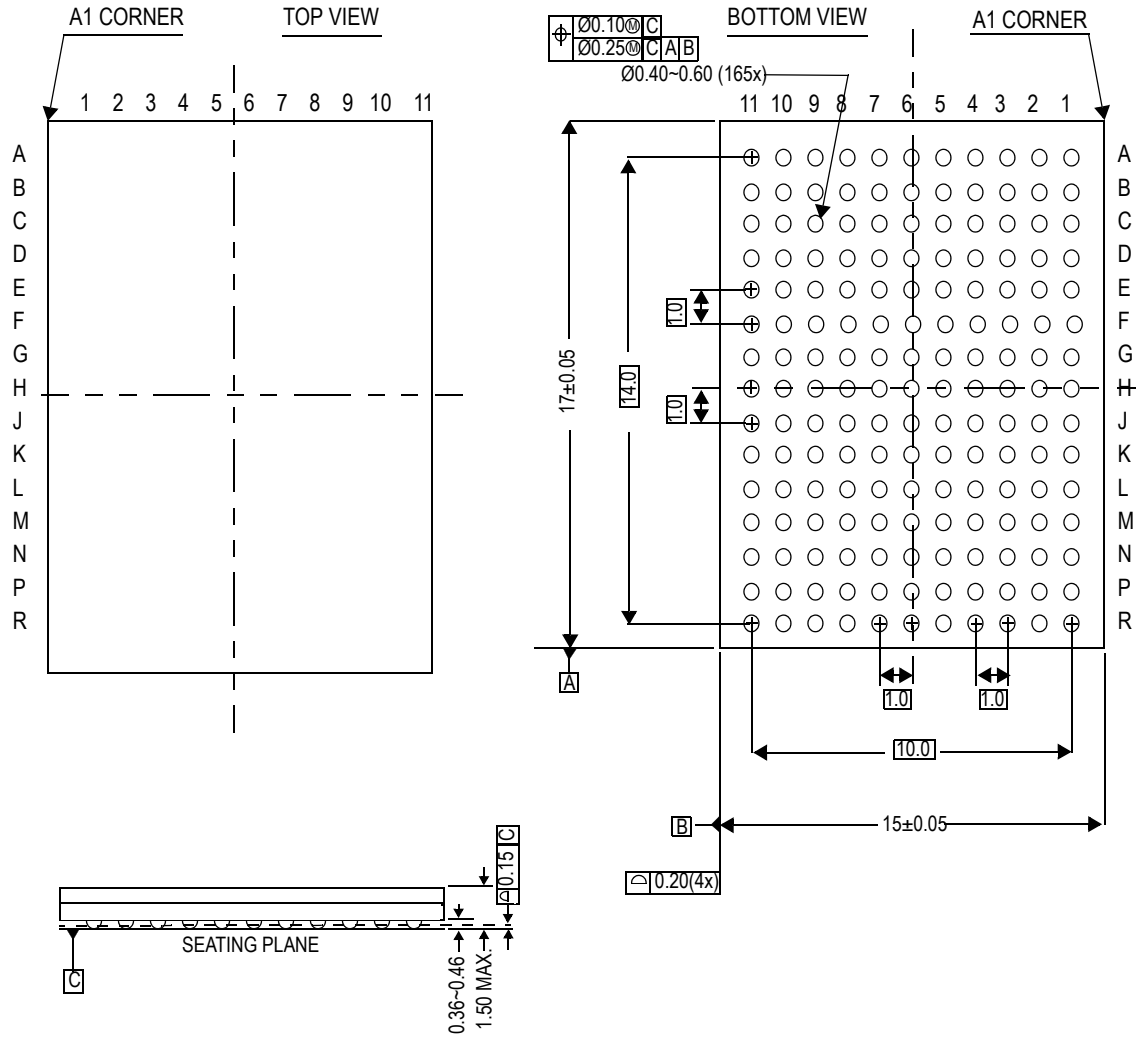 A1 CORNER
TOP VIEW
1 2 3 4 5 6 7 8 9 10 11
A
B
C
D
E
F
G
H
J
K
L
M
N
P
R
Ø0.10Ⓜ C
Ø0.25Ⓜ C A B
BOTTOM VIEW
A1 CORNER
Ø0.40~0.60 (165x)
11 10 9 8 7 6 5 4 3 2 1
A
B
C
D
E
F
G
H
J
K
L
M
N
P
R
1.0
1.0
17±0.05
14.0
A
1.0
1.0
10.0
B
15±0.05
0.20(4x)
0.15 C
SEATING PLANE
C
0.36~0.46
1.50 MAX.